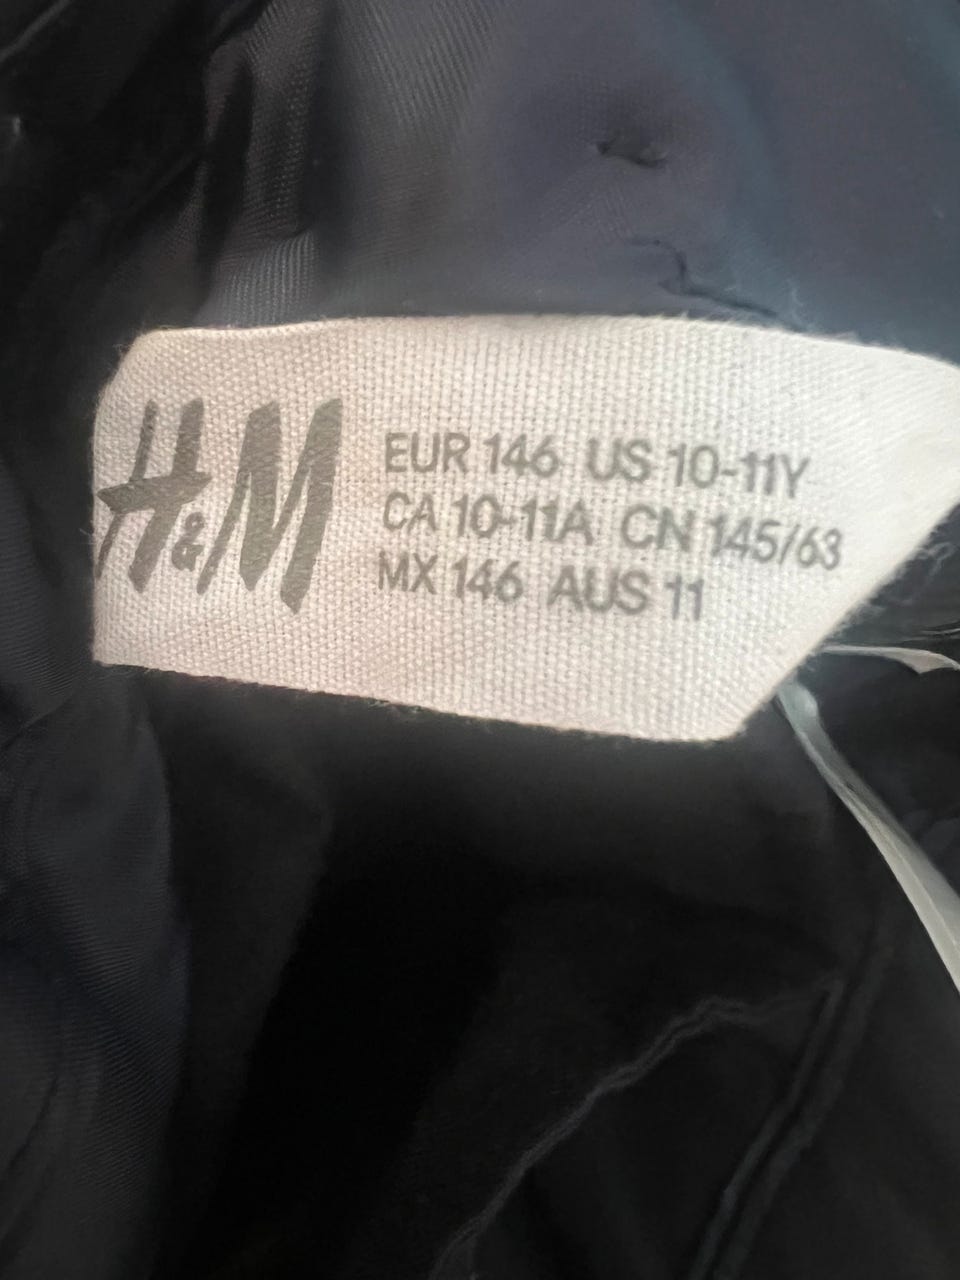 H&M
EUR 146 US 10-11Y
CA 10-11A CN 145/63
MX 146 AUS 11